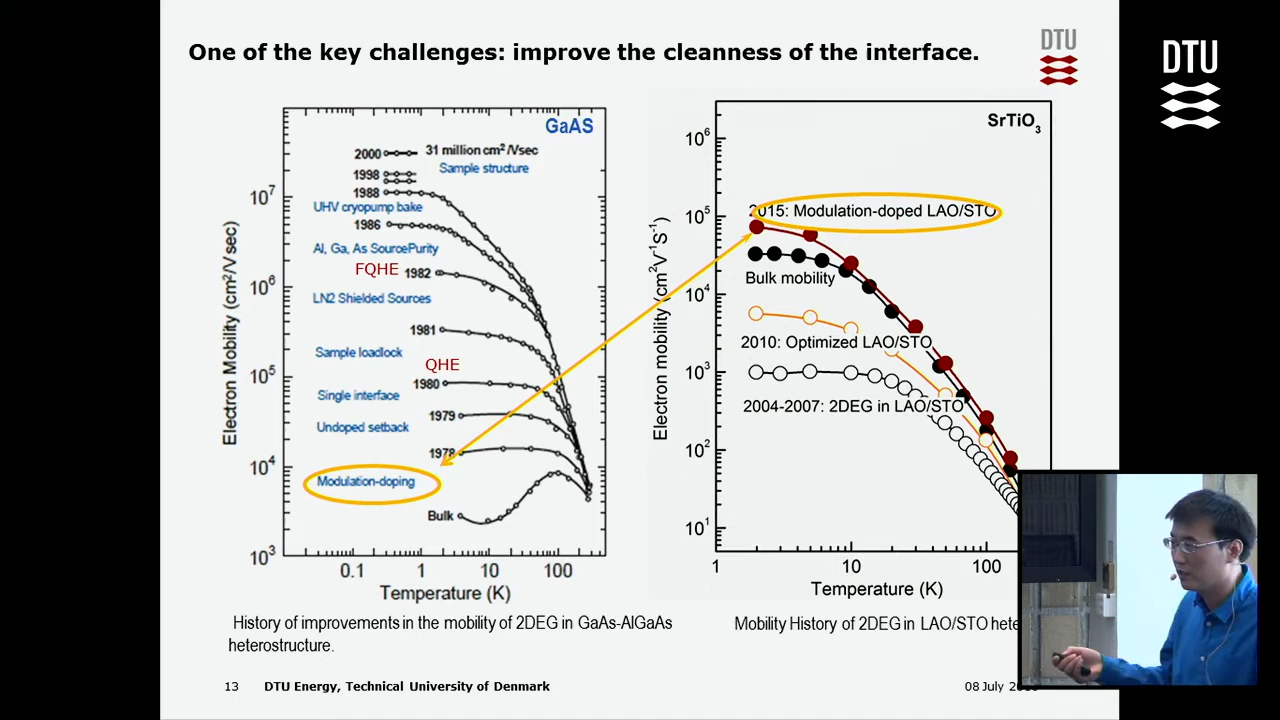 One of the key challenges: improve the cleanness of the interface.
DTU
DTU
GaAS
2000
31 million cm²/Vsec
Sample structure
1998
1988
UHV cryopump bake
1986
Al, Ga, As SourcePurity
FQHE
1982
LN2 Shielded Sources
1981
Sample loadlock
QHE
1980
Single interface
1979
Undoped setback
1978
Modulation-doping
Bulk
10⁷
10⁶
10⁵
10⁴
10³
Electron Mobility (cm²/V sec)
0.1 1 10 100
Temperature (K)
History of improvements in the mobility of 2DEG in GaAs-AlGaAs
heterostructure.
SrTiO₃
2015: Modulation-doped LAO/STO
Bulk mobility
2010: Optimized LAO/STO
2004-2007: 2DEG in LAO/STO
10⁶
10⁵
10⁴
10³
10²
10¹
Electron mobility (cm²V⁻¹S⁻¹)
1 10 100
Temperature (K)
Mobility History of 2DEG in LAO/STO
13 DTU Energy, Technical University of Denmark
08 July